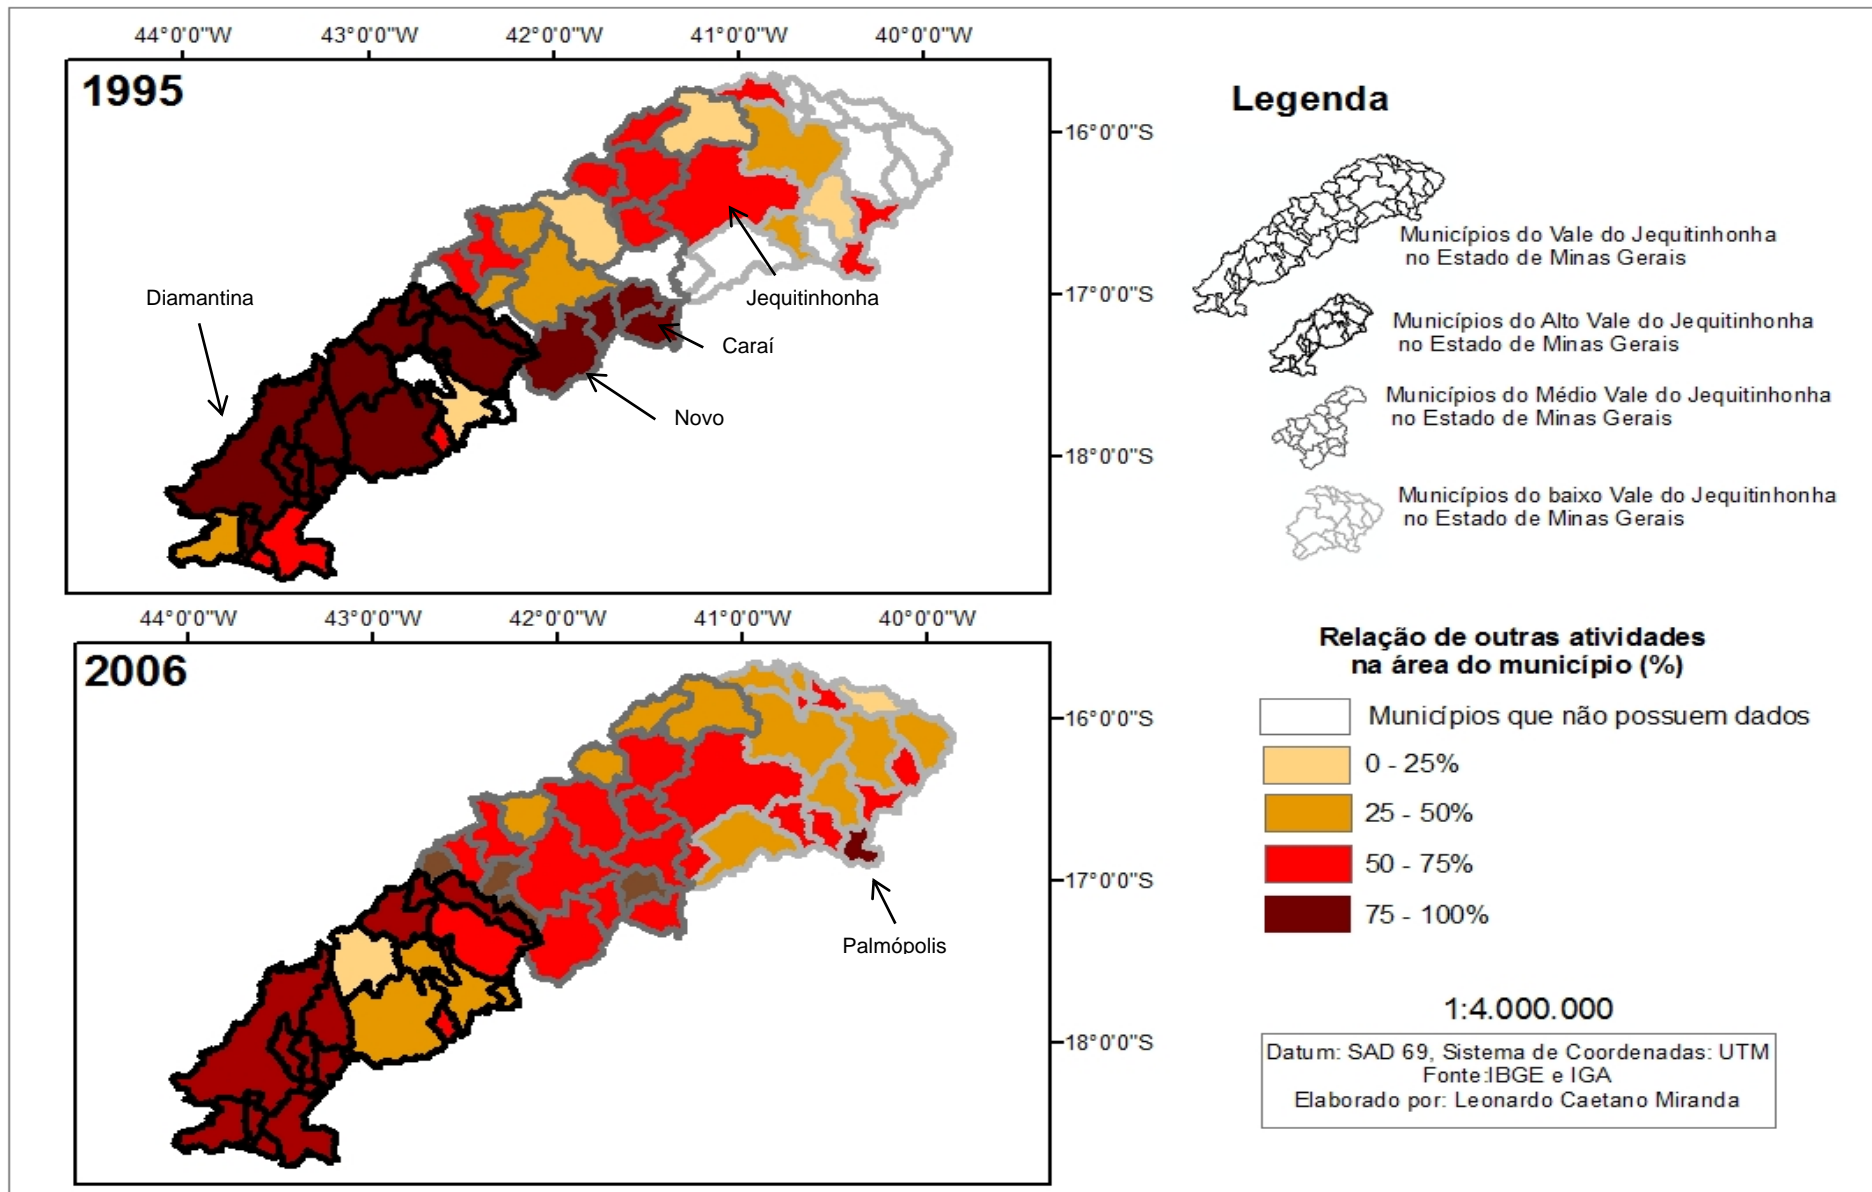 44°0'0"W 43°0'0"W 42°0'0"W 41°0'0"W 40°0'0"W
1995
16°0'0"S
17°0'0"S
18°0'0"S
Diamantina
Jequitinhonha
Caraí
Novo
44°0'0"W 43°0'0"W 42°0'0"W 41°0'0"W 40°0'0"W
2006
16°0'0"S
17°0'0"S
18°0'0"S
Palmópolis
Legenda
Municípios do Vale do Jequitinhonha
no Estado de Minas Gerais
Municípios do Alto Vale do Jequitinhonha
no Estado de Minas Gerais
Municípios do Médio Vale do Jequitinhonha
no Estado de Minas Gerais
Municípios do baixo Vale do Jequitinhonha
no Estado de Minas Gerais
Relação de outras atividades
na área do município (%)
Municípios que não possuem dados
0 - 25%
25 - 50%
50 - 75%
75 - 100%
1:4.000.000
Datum: SAD 69, Sistema de Coordenadas: UTM
Fonte:IBGE e IGA
Elaborado por: Leonardo Caetano Miranda